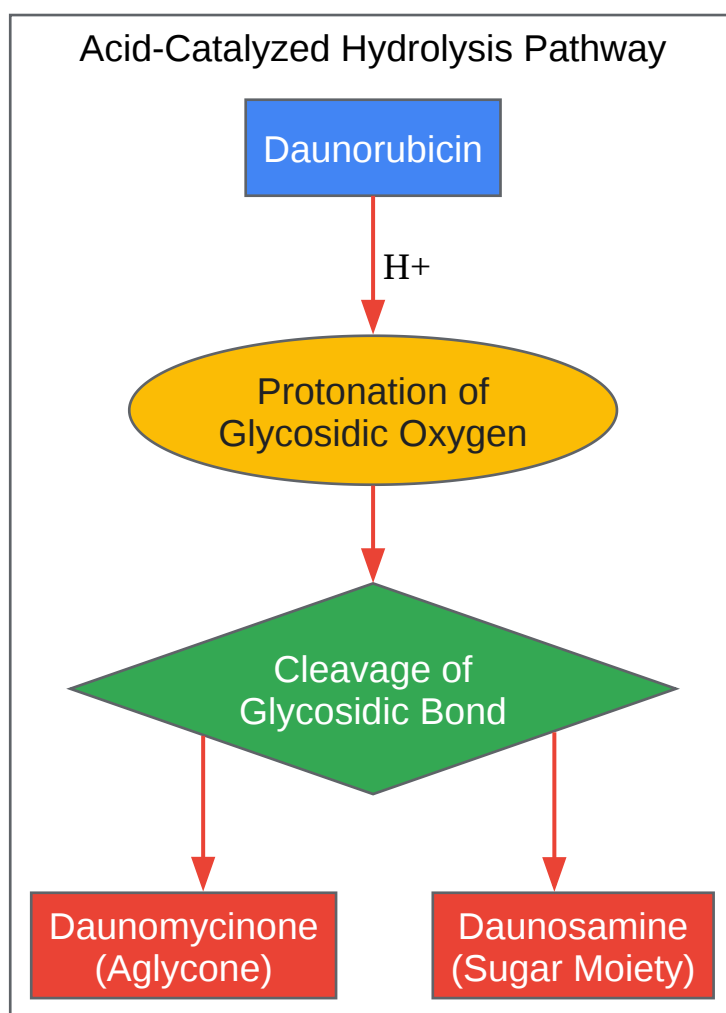 Acid-Catalyzed Hydrolysis Pathway
Daunorubicin
H+
Protonation of
Glycosidic Oxygen
Cleavage of
Glycosidic Bond
Daunomycinone
(Aglycone)
Daunosamine
(Sugar Moiety)